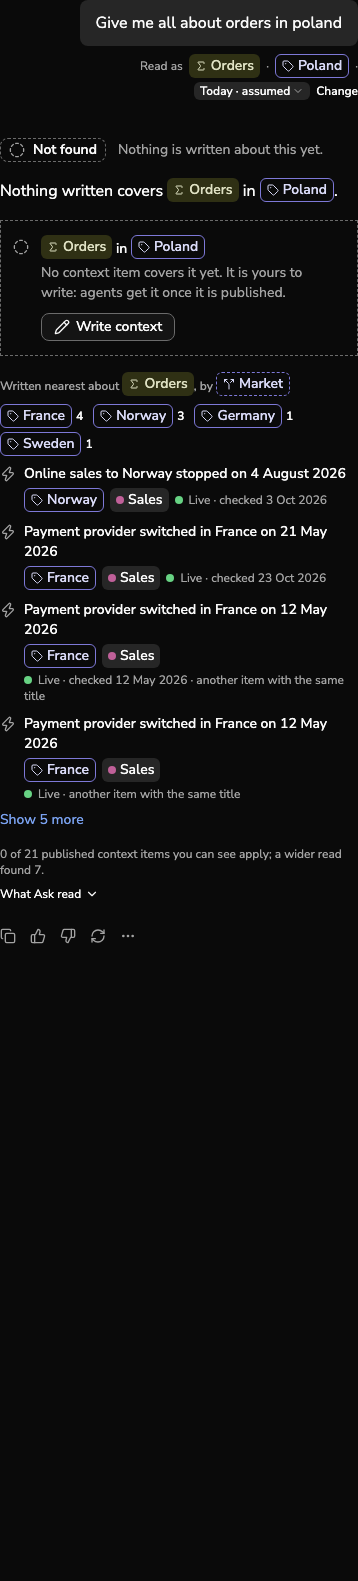 Give me all about orders in poland
Read as Orders · Poland ·
Today · assumed Change
Not found Nothing is written about this yet.
Nothing written covers Orders in Poland.
Orders in Poland
No context item covers it yet. It is yours to
write: agents get it once it is published.
Write context
Written nearest about Orders, by Market
France 4 Norway 3 Germany 1
Sweden 1
Online sales to Norway stopped on 4 August 2026
Norway Sales Live · checked 3 Oct 2026
Payment provider switched in France on 21 May
2026
France Sales Live · checked 23 Oct 2026
Payment provider switched in France on 12 May
2026
France Sales
Live · checked 12 May 2026 · another item with the same
title
Payment provider switched in France on 12 May
2026
France Sales
Live · another item with the same title
Show 5 more
0 of 21 published context items you can see apply; a wider read
found 7.
What Ask read